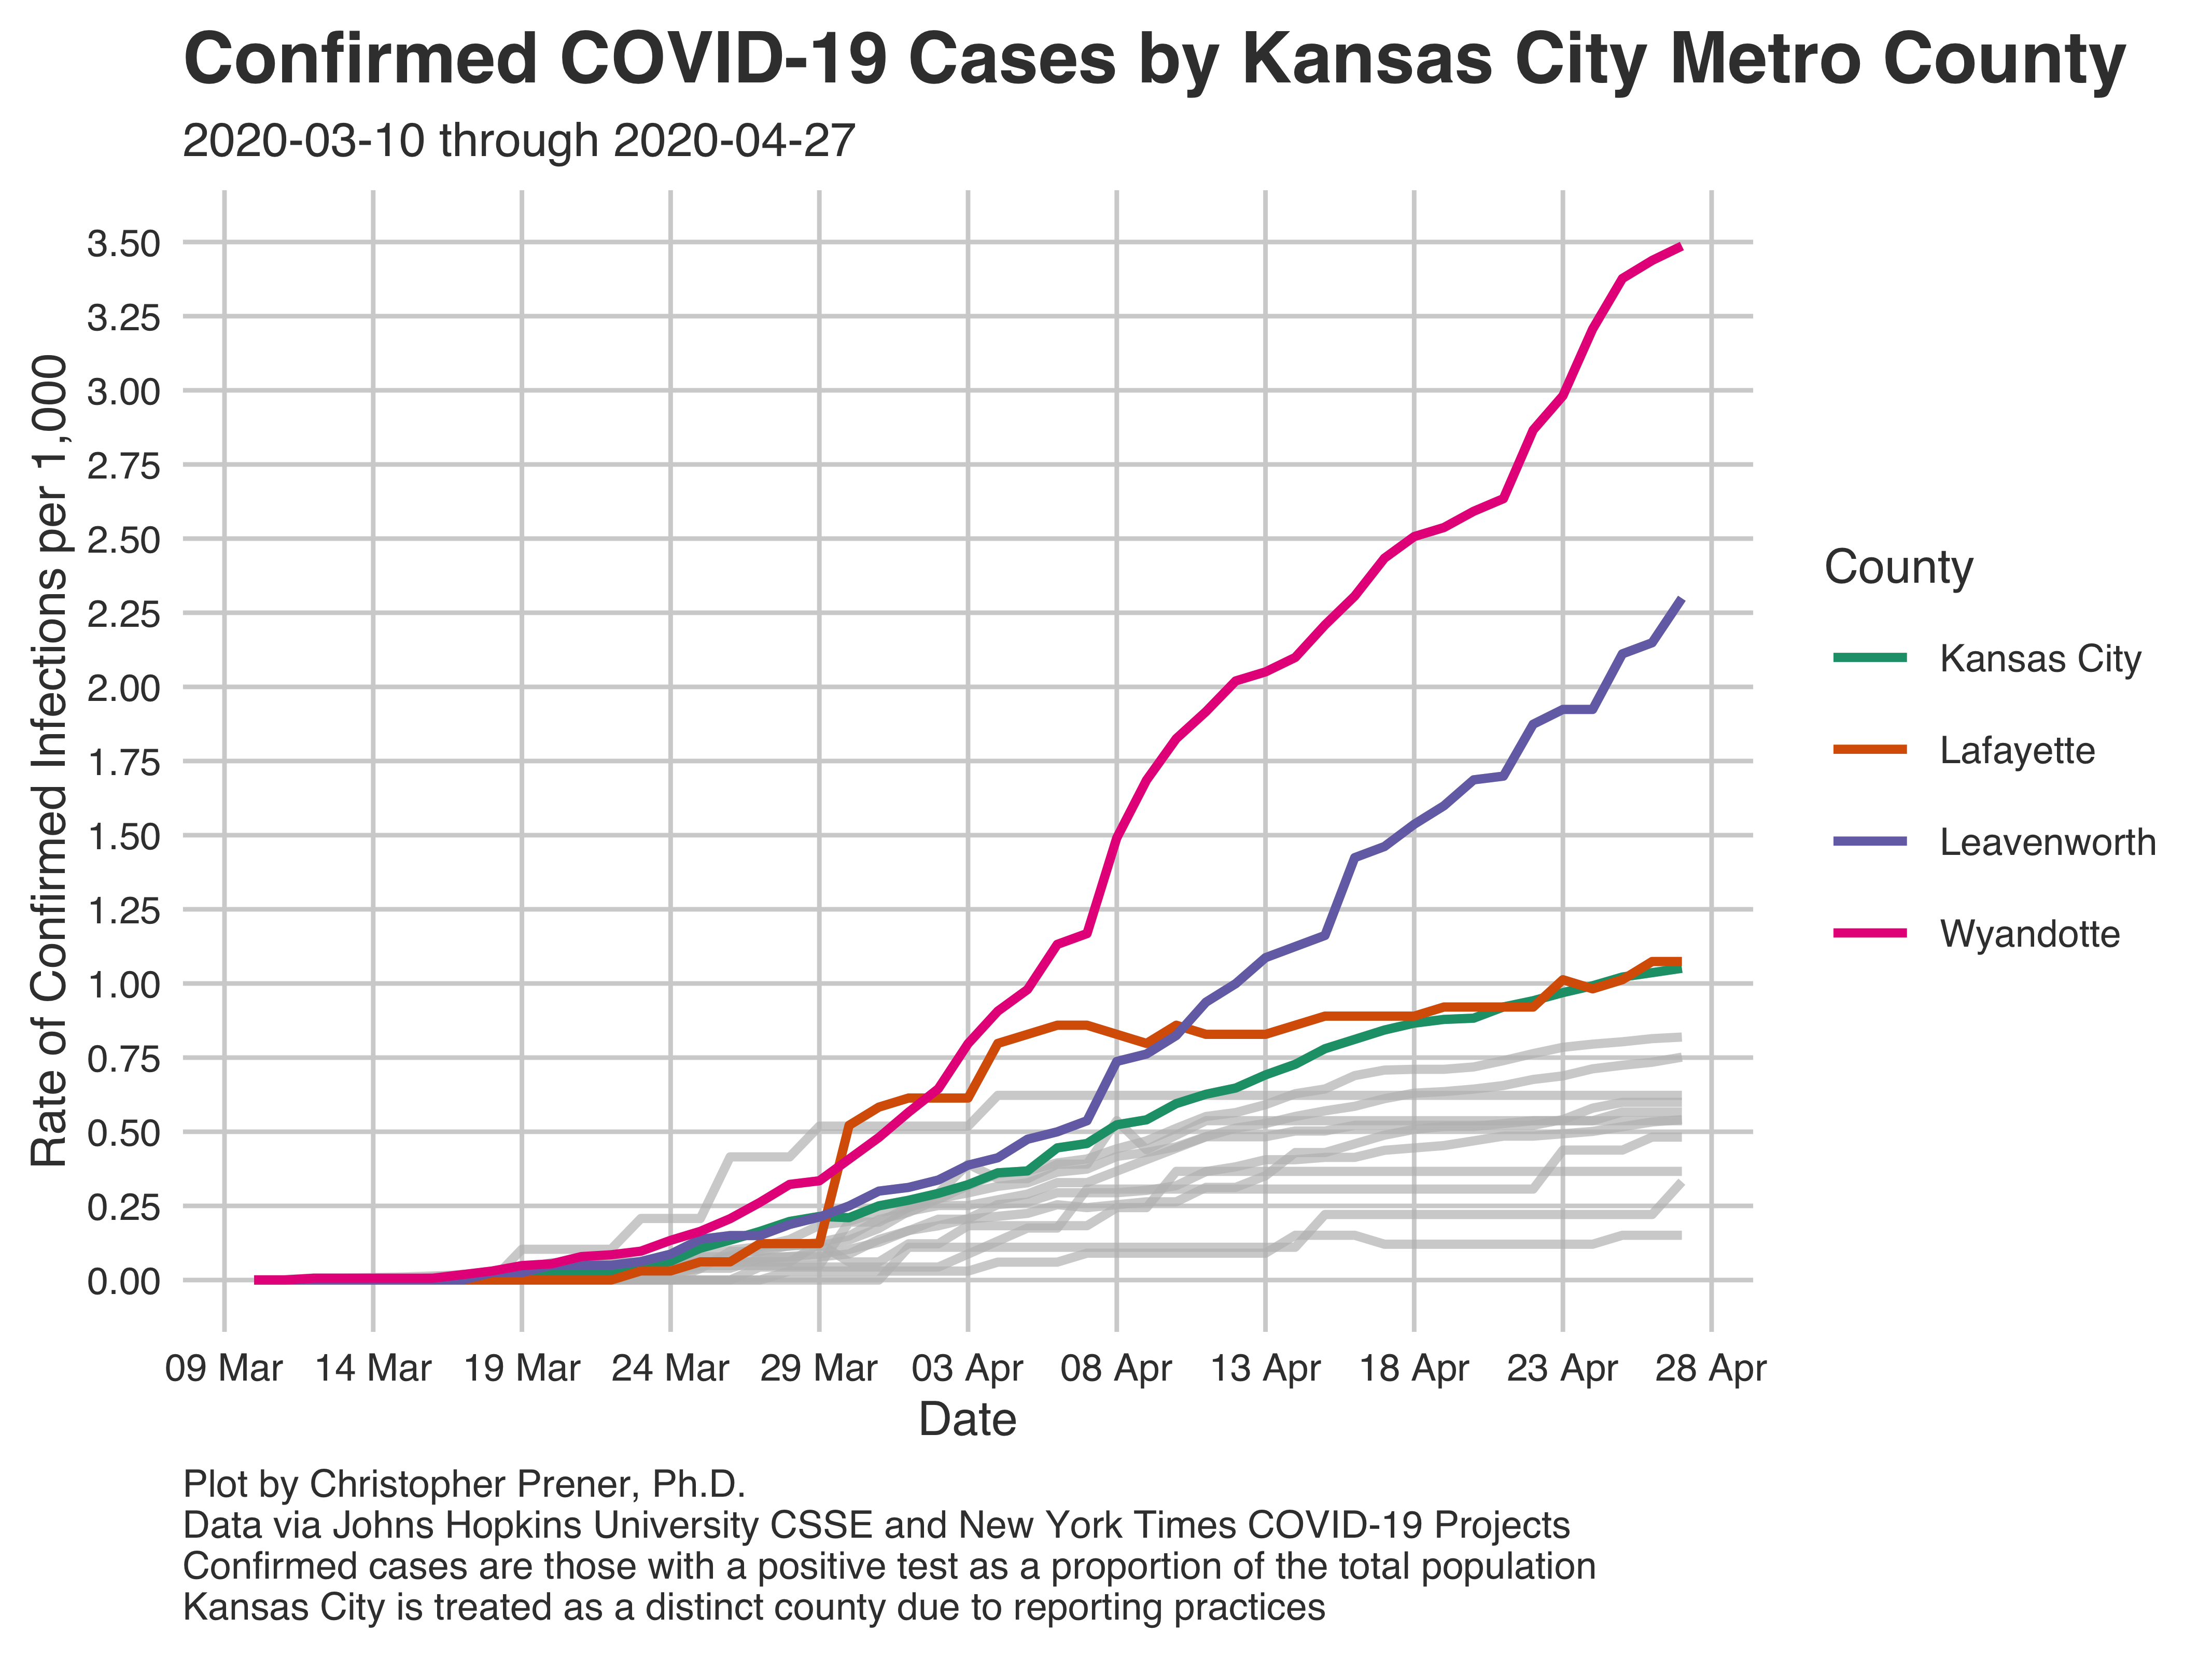 Confirmed COVID-19 Cases by Kansas City Metro County
2020-03-10 through 2020-04-27
Rate of Confirmed Infections per 1,000
3.50
3.25
3.00
2.75
2.50
2.25
2.00
1.75
1.50
1.25
1.00
0.75
0.50
0.25
0.00
09 Mar 14 Mar 19 Mar 24 Mar 29 Mar 03 Apr 08 Apr 13 Apr 18 Apr 23 Apr 28 Apr
Date
County
Kansas City
Lafayette
Leavenworth
Wyandotte
Plot by Christopher Prener, Ph.D.
Data via Johns Hopkins University CSSE and New York Times COVID-19 Projects
Confirmed cases are those with a positive test as a proportion of the total population
Kansas City is treated as a distinct county due to reporting practices